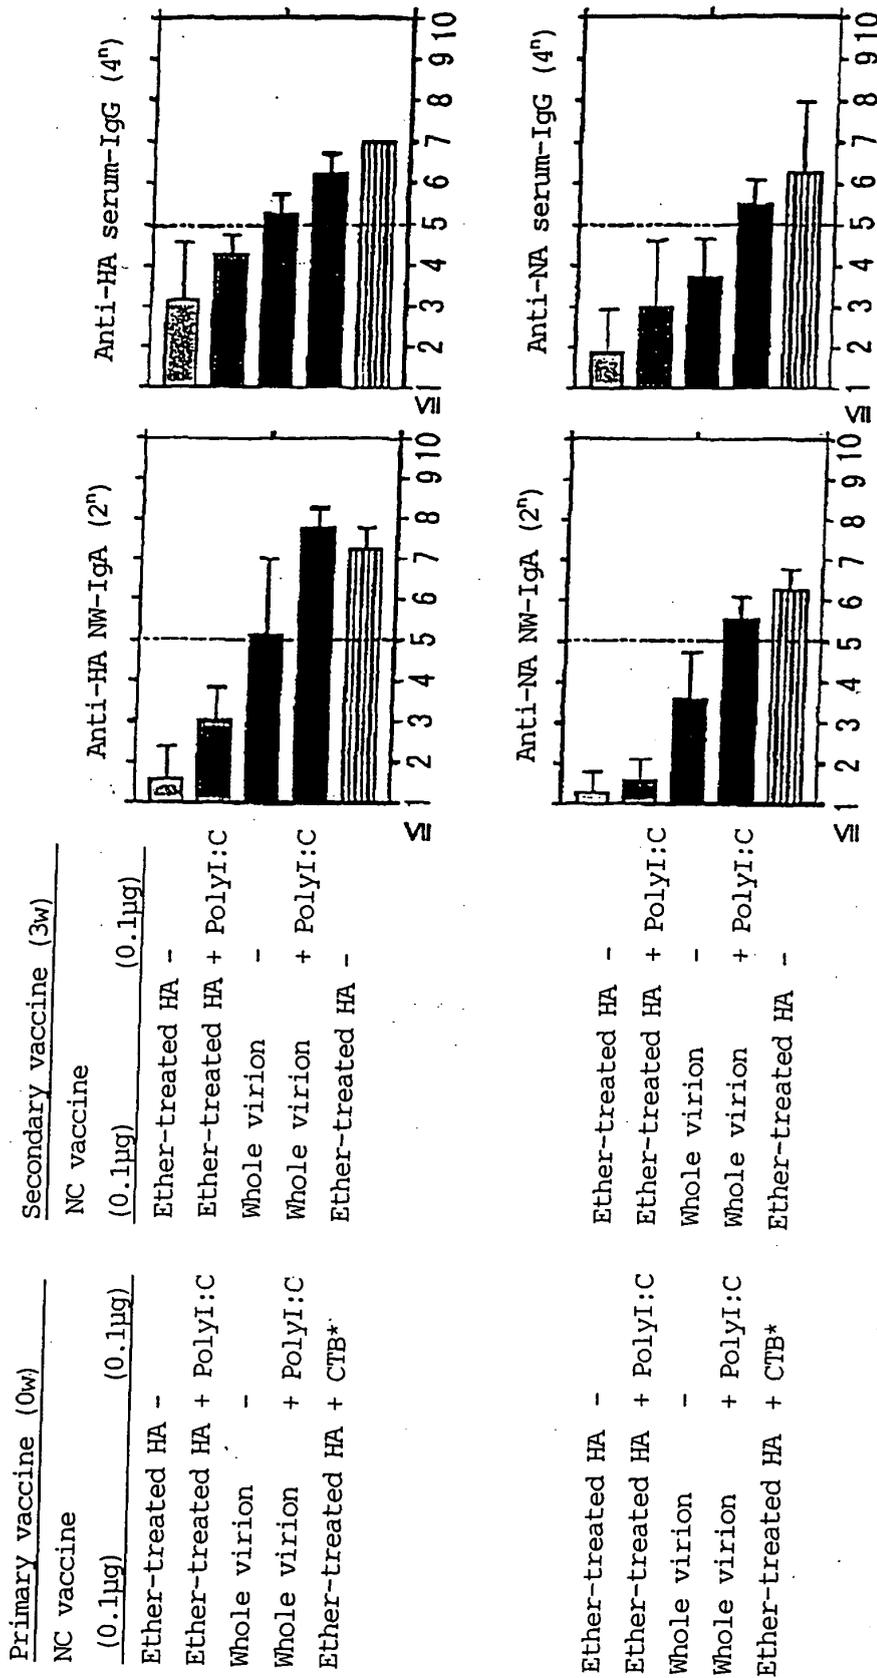 Primary vaccine (0w)
Secondary vaccine (3w)
NC vaccine
NC vaccine
(0.1µg) (0.1µg)
(0.1µg) (0.1µg)
Anti-HA NW-IgA (2ⁿ)
Anti-HA serum-IgG (4ⁿ)
Ether-treated HA - Ether-treated HA -
Ether-treated HA + PolyI:C Ether-treated HA + PolyI:C
Whole virion - Whole virion -
Whole virion + PolyI:C Whole virion + PolyI:C
Ether-treated HA + CTB* Ether-treated HA -
≤1 2 3 4 5 6 7 8 9 10
≤1 2 3 4 5 6 7 8 9 10
Anti-NA NW-IgA (2ⁿ)
Anti-NA serum-IgG (4ⁿ)
Ether-treated HA - Ether-treated HA -
Ether-treated HA + PolyI:C Ether-treated HA + PolyI:C
Whole virion - Whole virion -
Whole virion + PolyI:C Whole virion + PolyI:C
Ether-treated HA + CTB* Ether-treated HA -
≤1 2 3 4 5 6 7 8 9 10
≤1 2 3 4 5 6 7 8 9 10